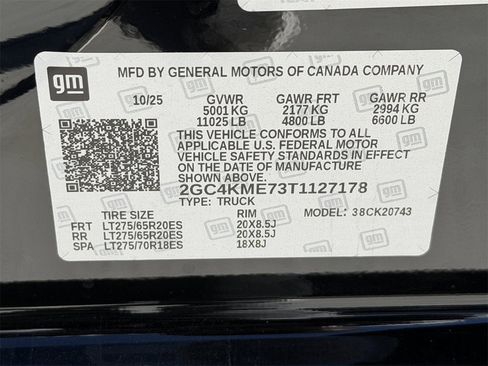 gm
MFD BY GENERAL MOTORS OF CANADA COMPANY
10/25 GVWR GAWR FRT GAWR RR
5001 KG 2177 KG 2994 KG
11025 LB 4800 LB 6600 LB
THIS VEHICLE CONFORMS TO ALL
APPLICABLE U.S. FEDERAL MOTOR
VEHICLE SAFETY STANDARDS IN EFFECT
ON THE DATE OF MANUFACTURE SHOWN ABOVE.
2GC4KME73T1127178
TYPE: TRUCK MODEL: 38CK20743
TIRE SIZE RIM
FRT LT275/65R20ES 20X8.5J
RR LT275/65R20ES 20X8.5J
SPA LT275/70R18ES 18X8J